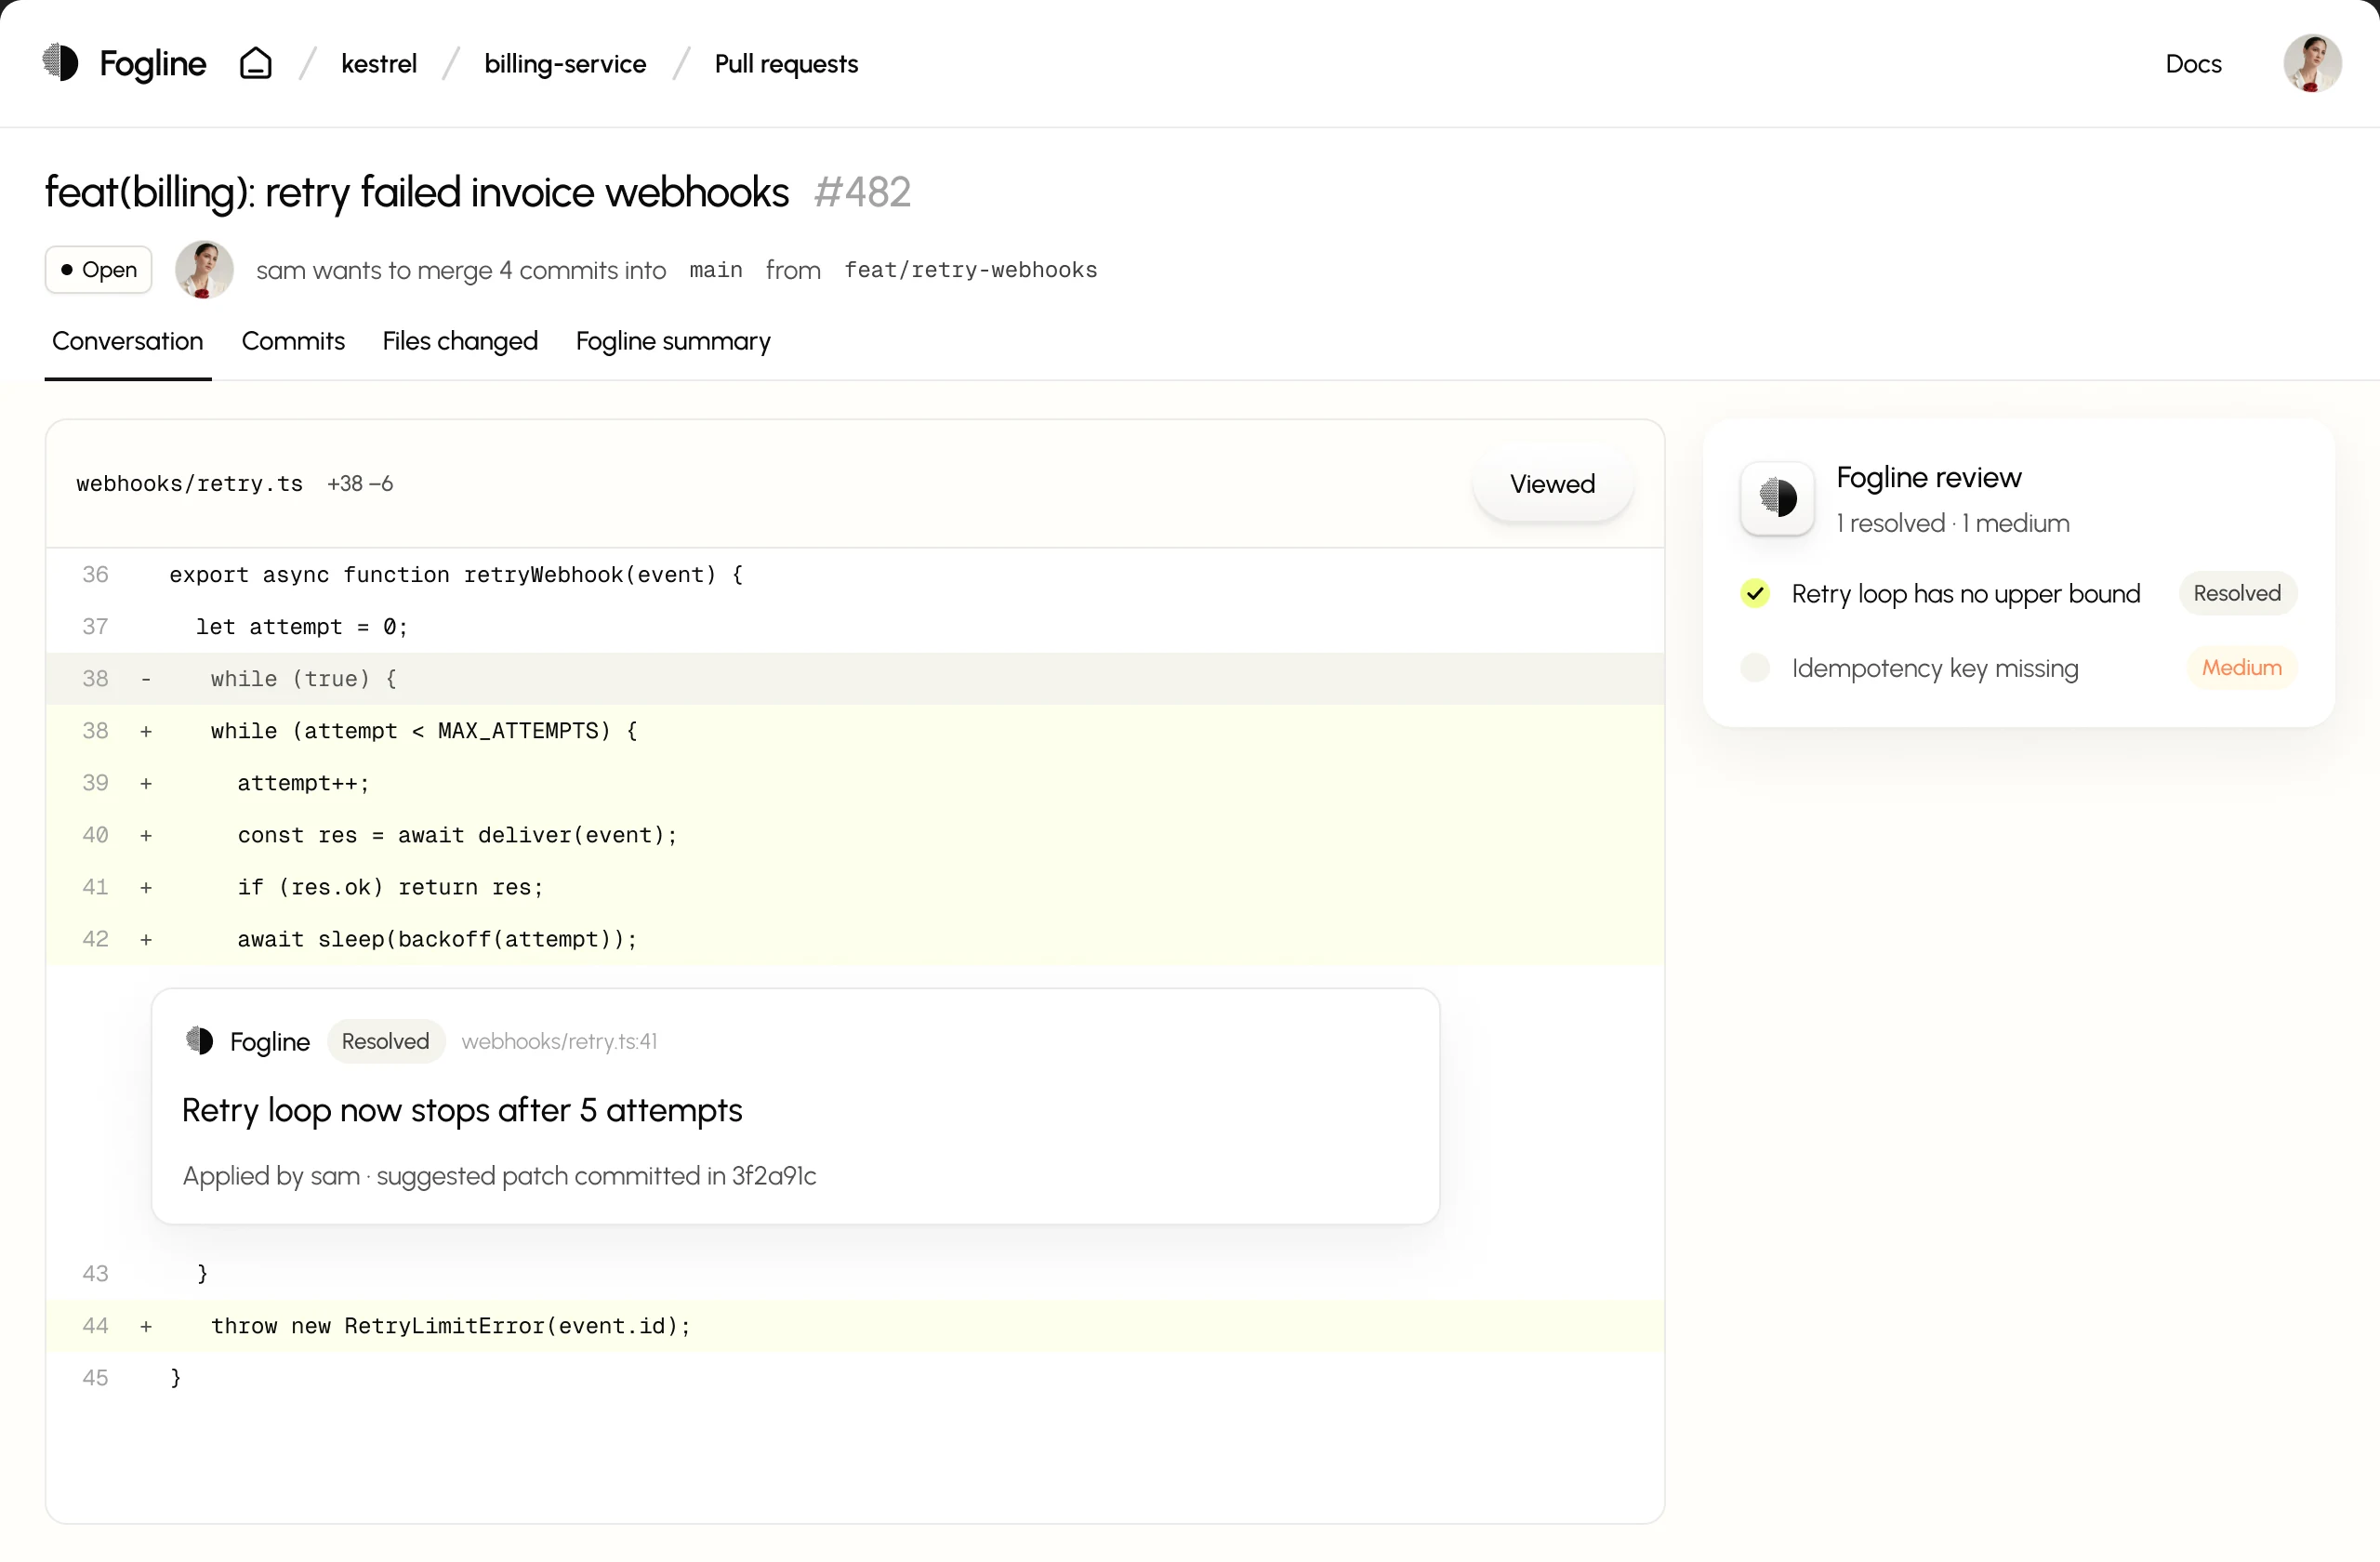 Fogline / kestrel / billing-service / Pull requests Docs
feat(billing): retry failed invoice webhooks #482
Open sam wants to merge 4 commits into main from feat/retry-webhooks
Conversation Commits Files changed Fogline summary
webhooks/retry.ts +38 –6 Viewed
36 export async function retryWebhook(event) {
37 let attempt = 0;
38 - while (true) {
38 + while (attempt < MAX_ATTEMPTS) {
39 + attempt++;
40 + const res = await deliver(event);
41 + if (res.ok) return res;
42 + await sleep(backoff(attempt));
Fogline Resolved webhooks/retry.ts:41
Retry loop now stops after 5 attempts
Applied by sam · suggested patch committed in 3f2a91c
43 }
44 + throw new RetryLimitError(event.id);
45 }
Fogline review
1 resolved · 1 medium
Retry loop has no upper bound Resolved
Idempotency key missing Medium